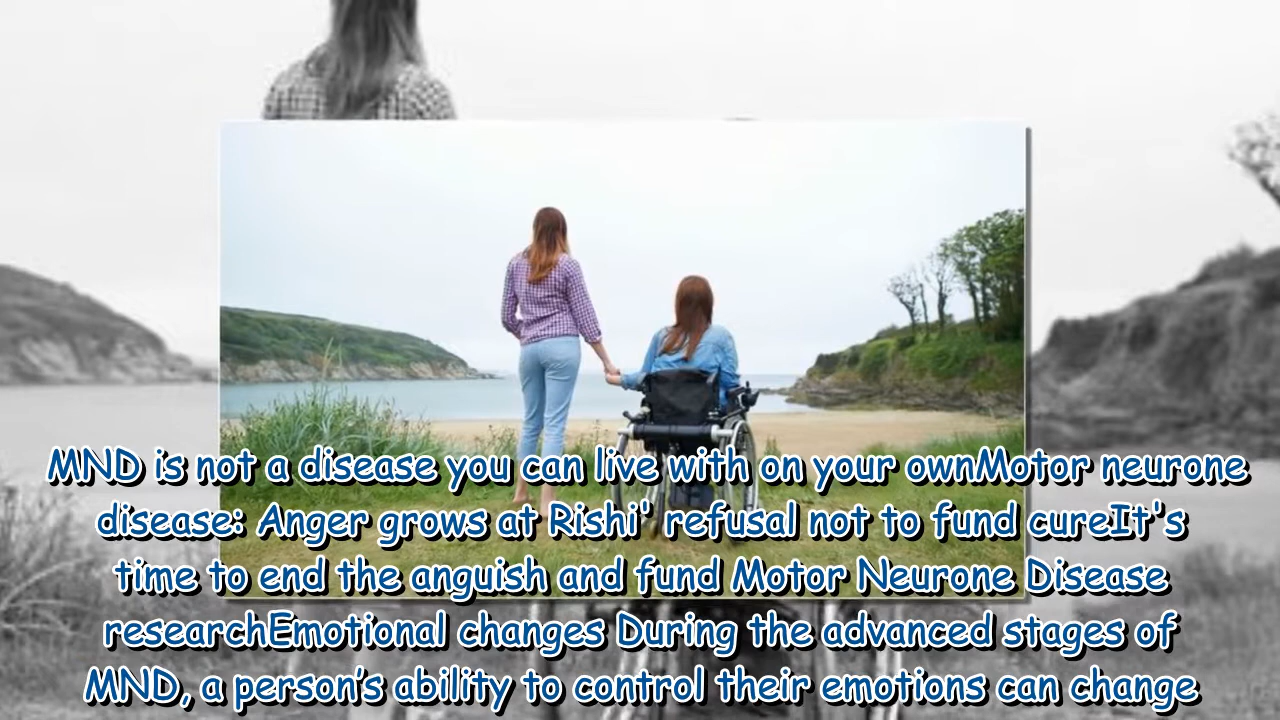 MND is not a disease you can live with on your ownMotor neurone
disease: Anger grows at Rishi' refusal not to fund cureIt's
time to end the anguish and fund Motor Neurone Disease
researchEmotional changes During the advanced stages of
MND, a person’s ability to control their emotions can change